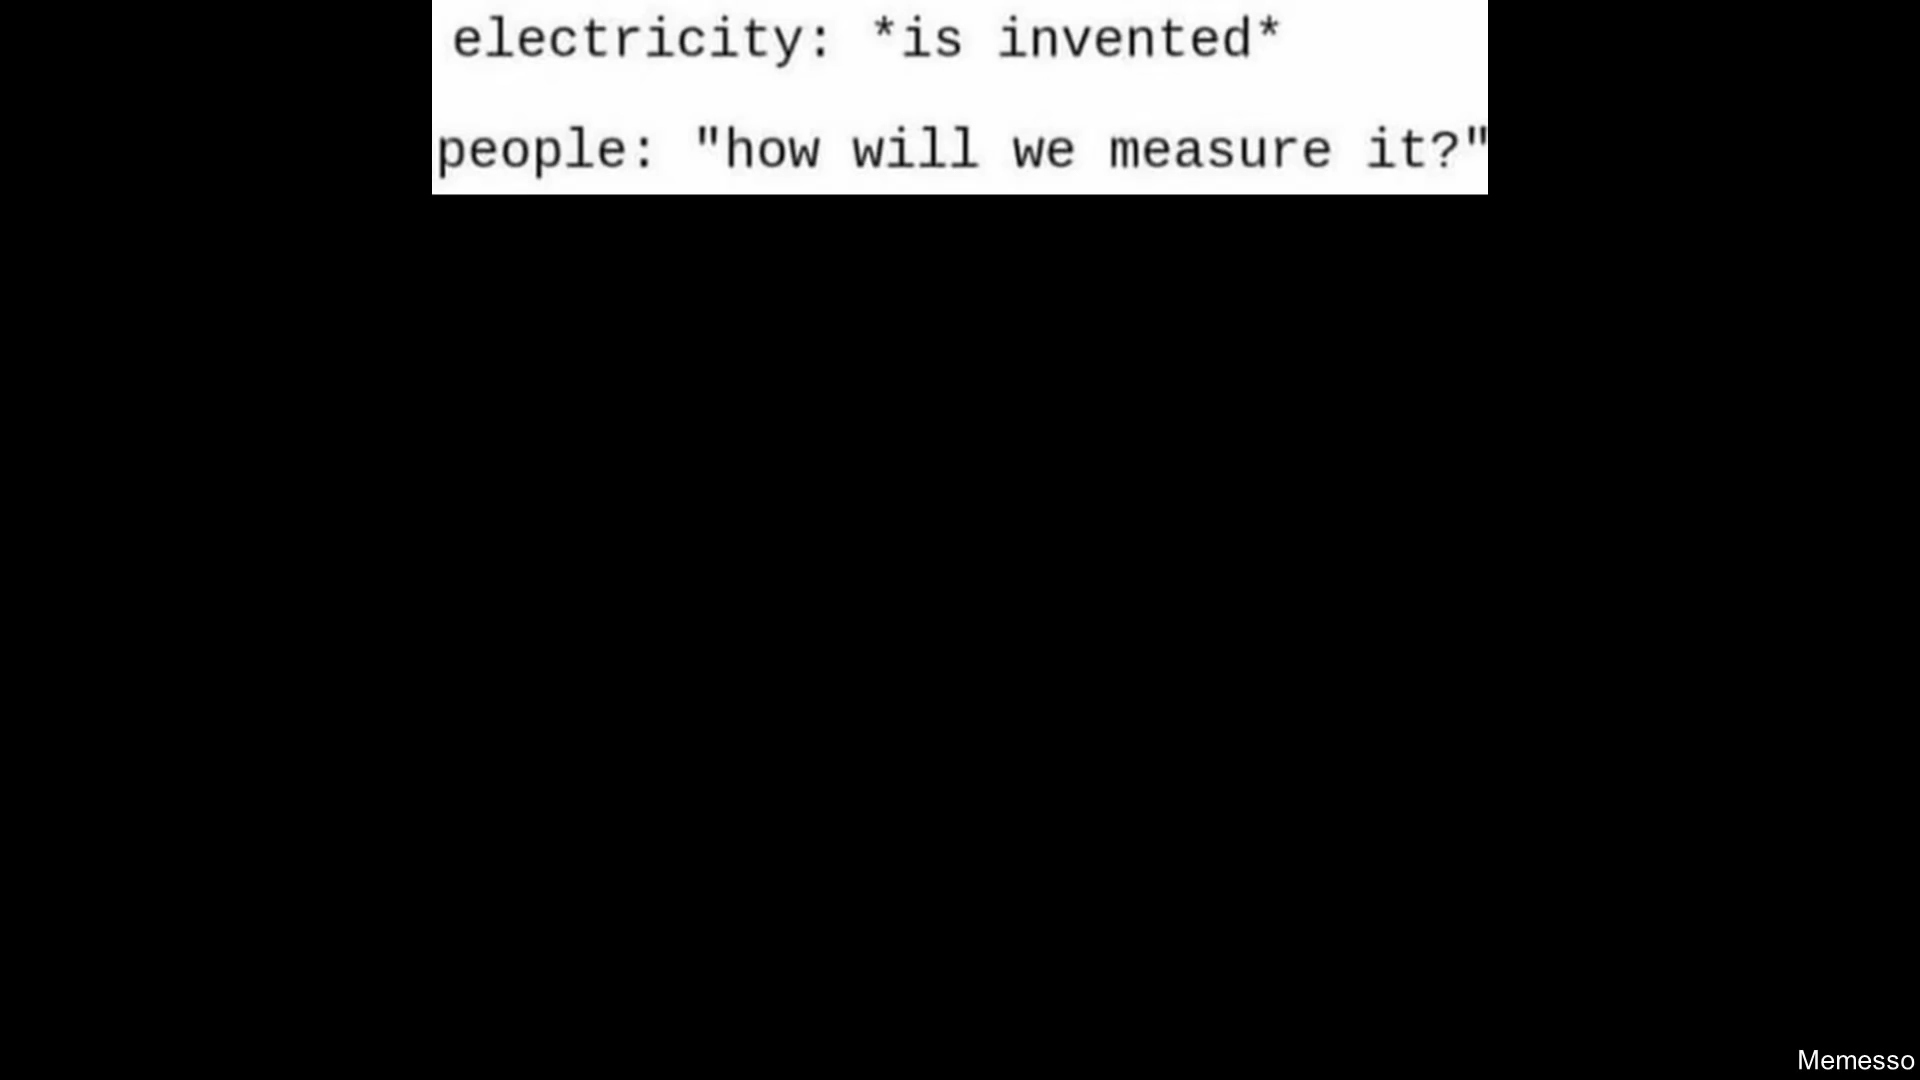 electricity: *is invented*
people: "how will we measure it?"
Memesso